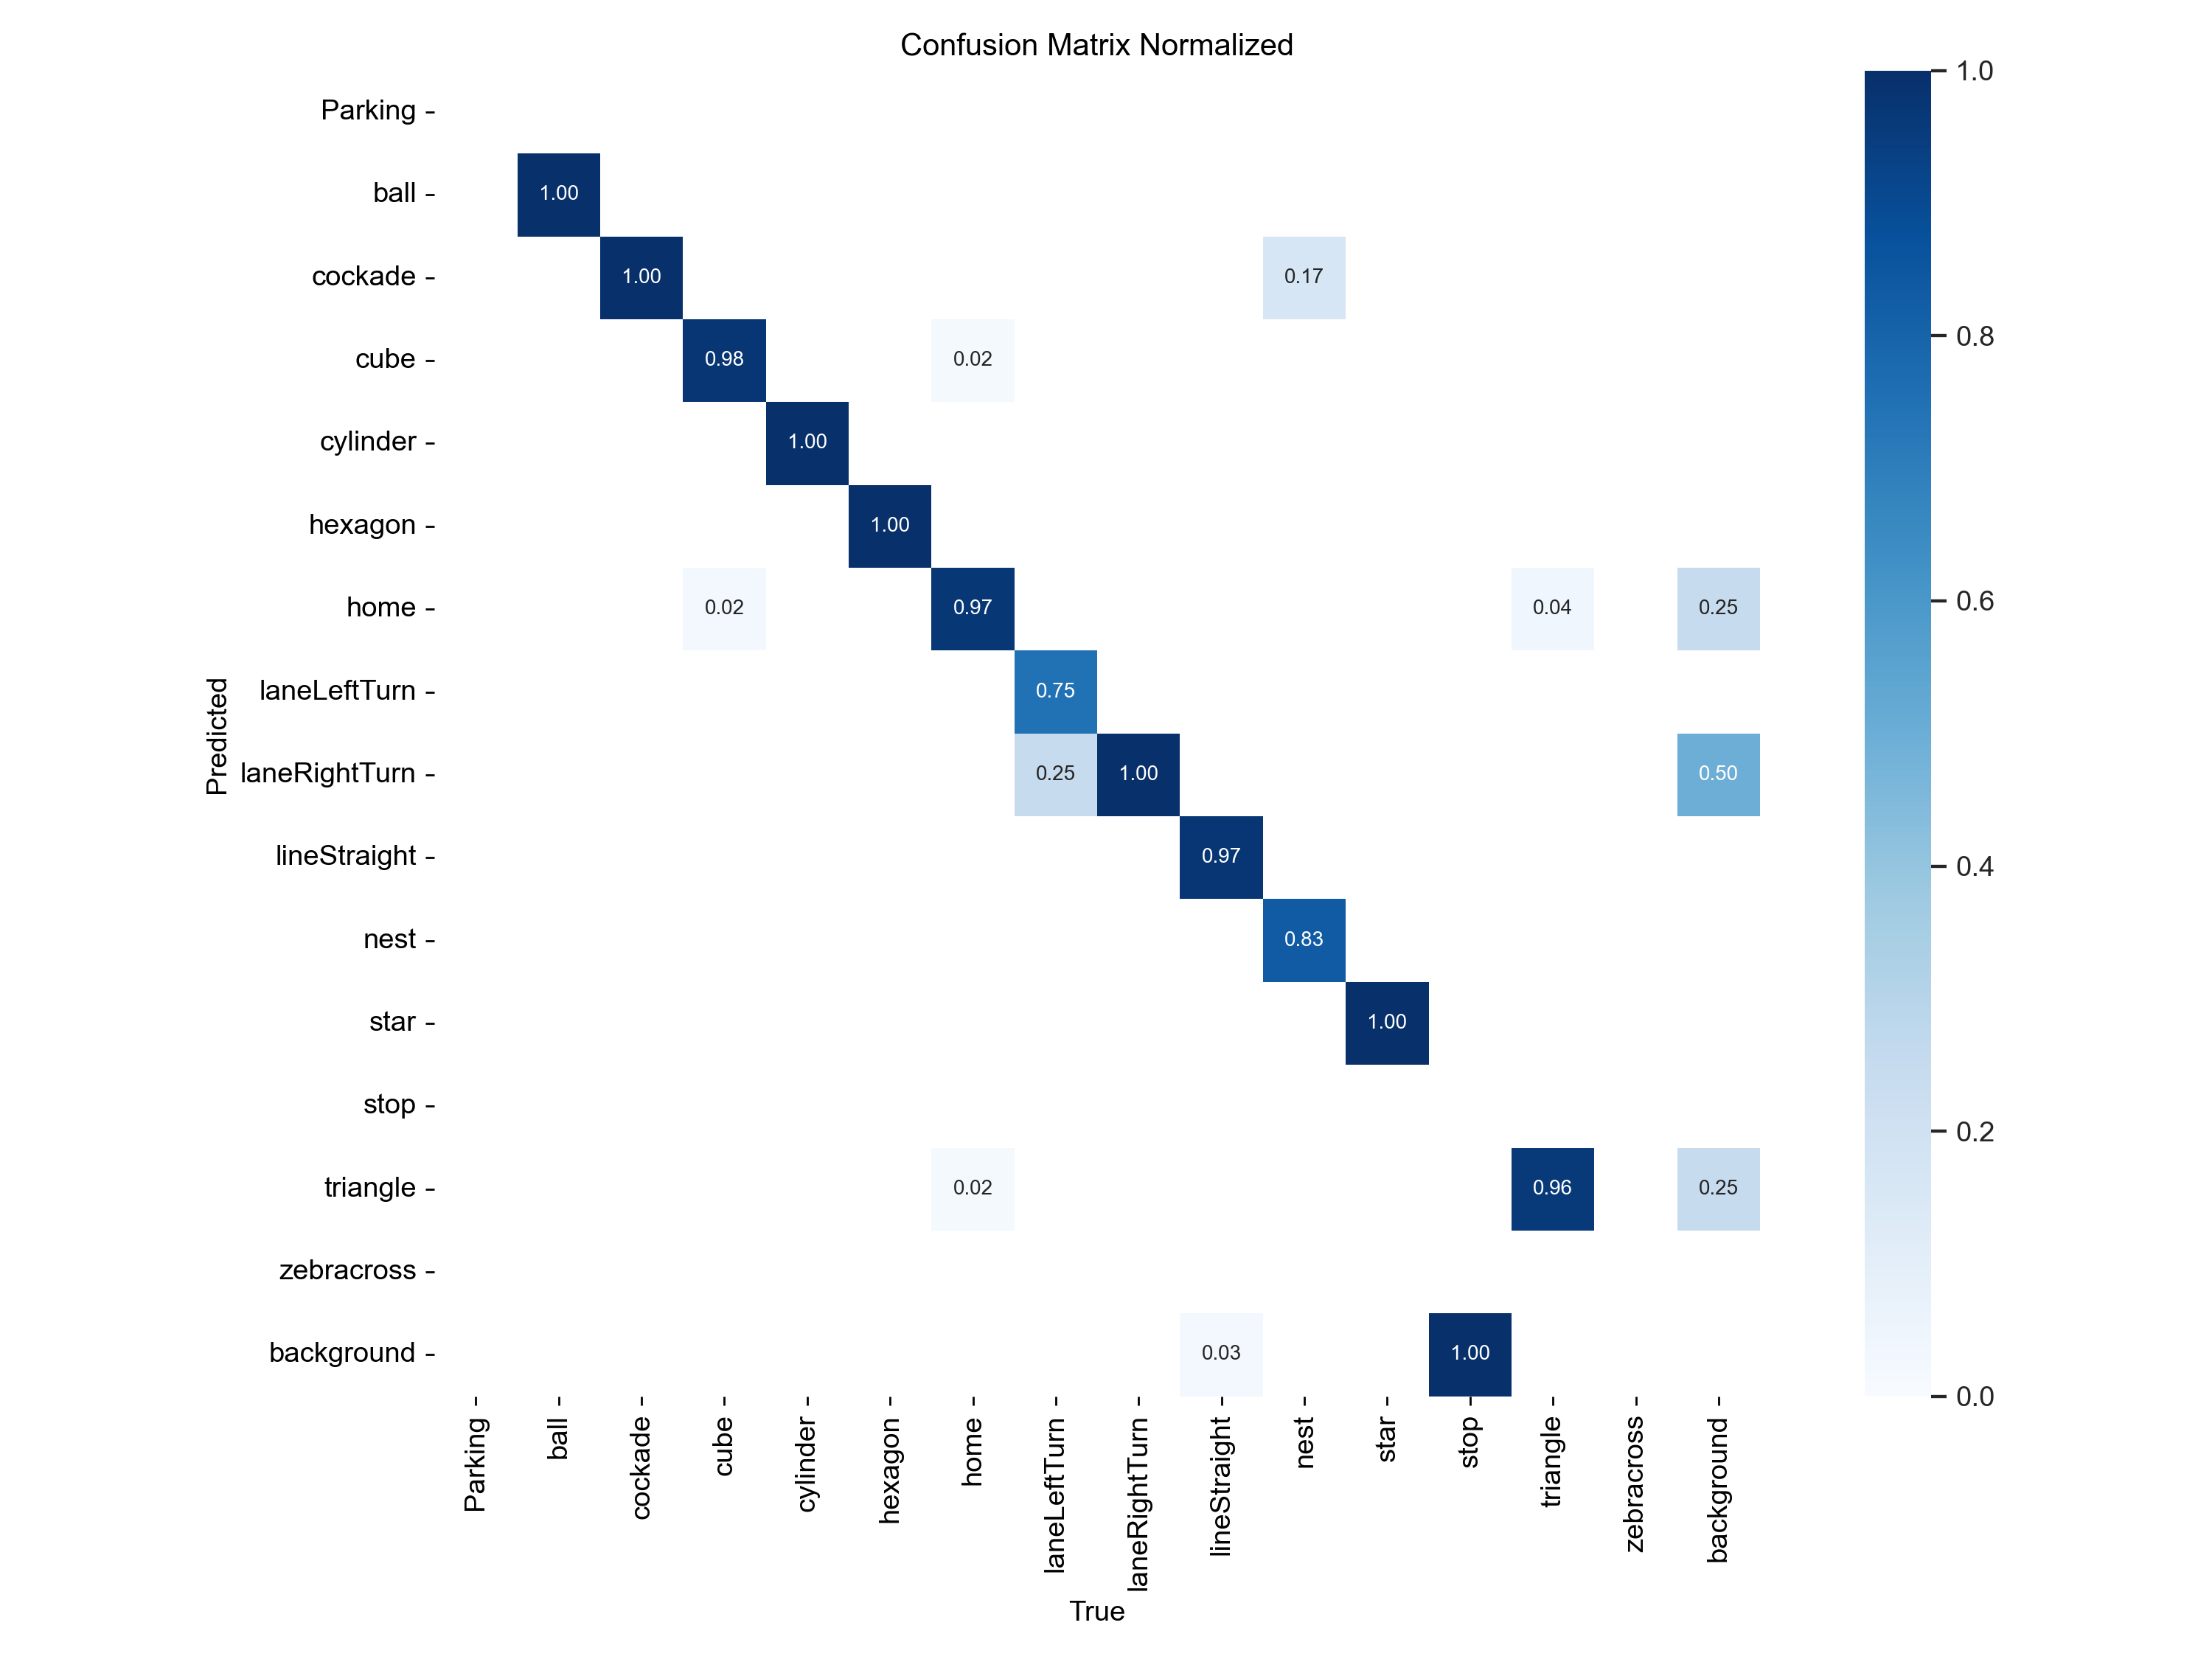 Confusion Matrix Normalized
1.0
Parking
ball 1.00
cockade 1.00 0.17
0.8
cube 0.98 0.02
cylinder 1.00
hexagon 1.00
0.6
home 0.02 0.97 0.04 0.25
laneLeftTurn 0.75
Predicted
laneRightTurn 0.25 1.00 0.50
lineStraight 0.97
0.4
nest 0.83
star 1.00
stop
0.2
triangle 0.02 0.96 0.25
zebracross
background 0.03 1.00
0.0
Parking
ball
cockade
cube
cylinder
hexagon
home
laneLeftTurn
laneRightTurn
lineStraight
nest
star
stop
triangle
zebracross
background
True